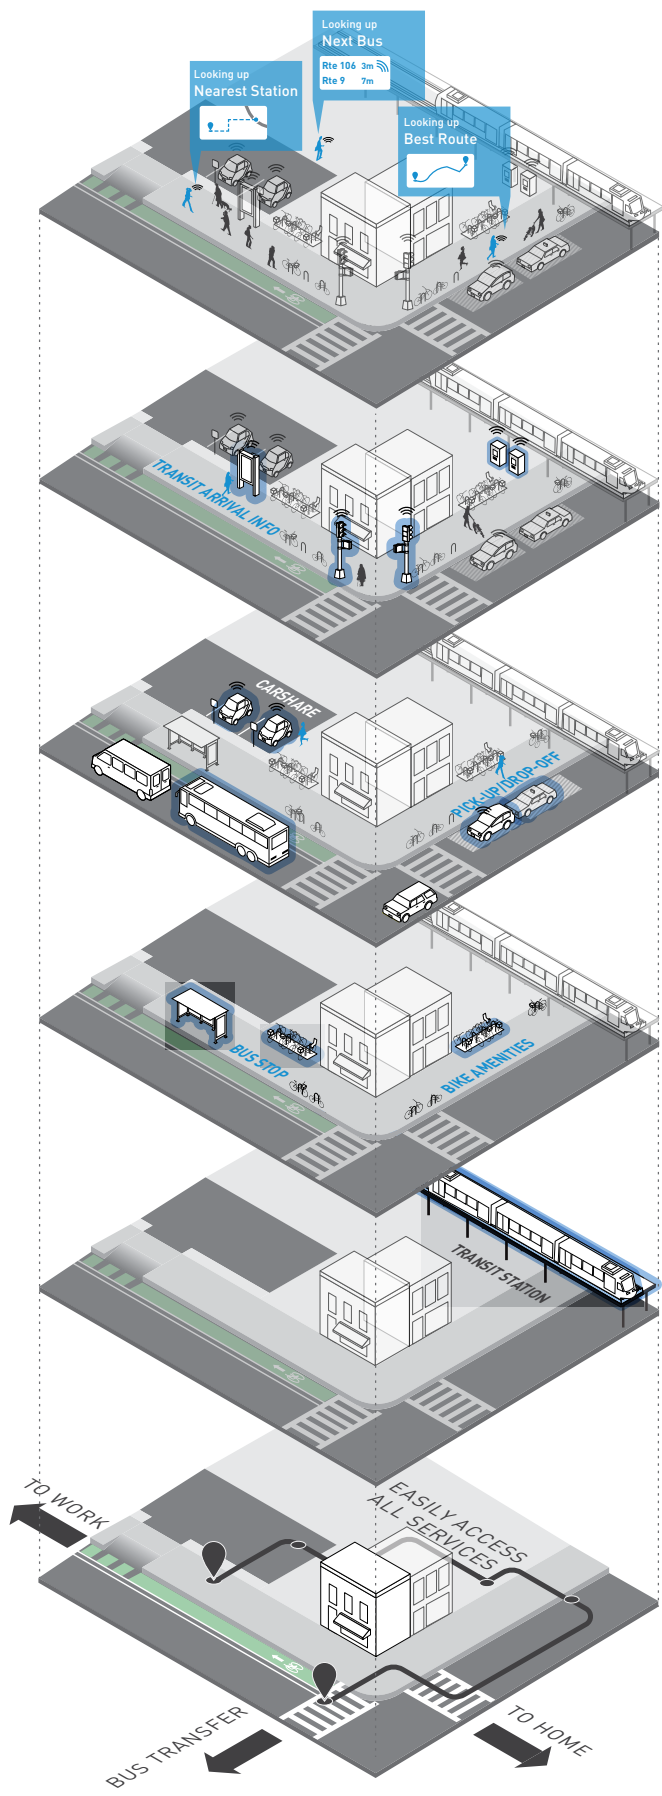 Looking up
Next Bus
Rte 106 3m
Rte 9 7m
Looking up
Nearest Station
Looking up
Best Route
TRANSIT ARRIVAL INFO
CARSHARE
PICK-UP/DROP-OFF
BUS STOP
BIKE AMENITIES
TRANSIT STATION
TO WORK
EASILY ACCESS
ALL SERVICES
BUS TRANSFER
TO HOME